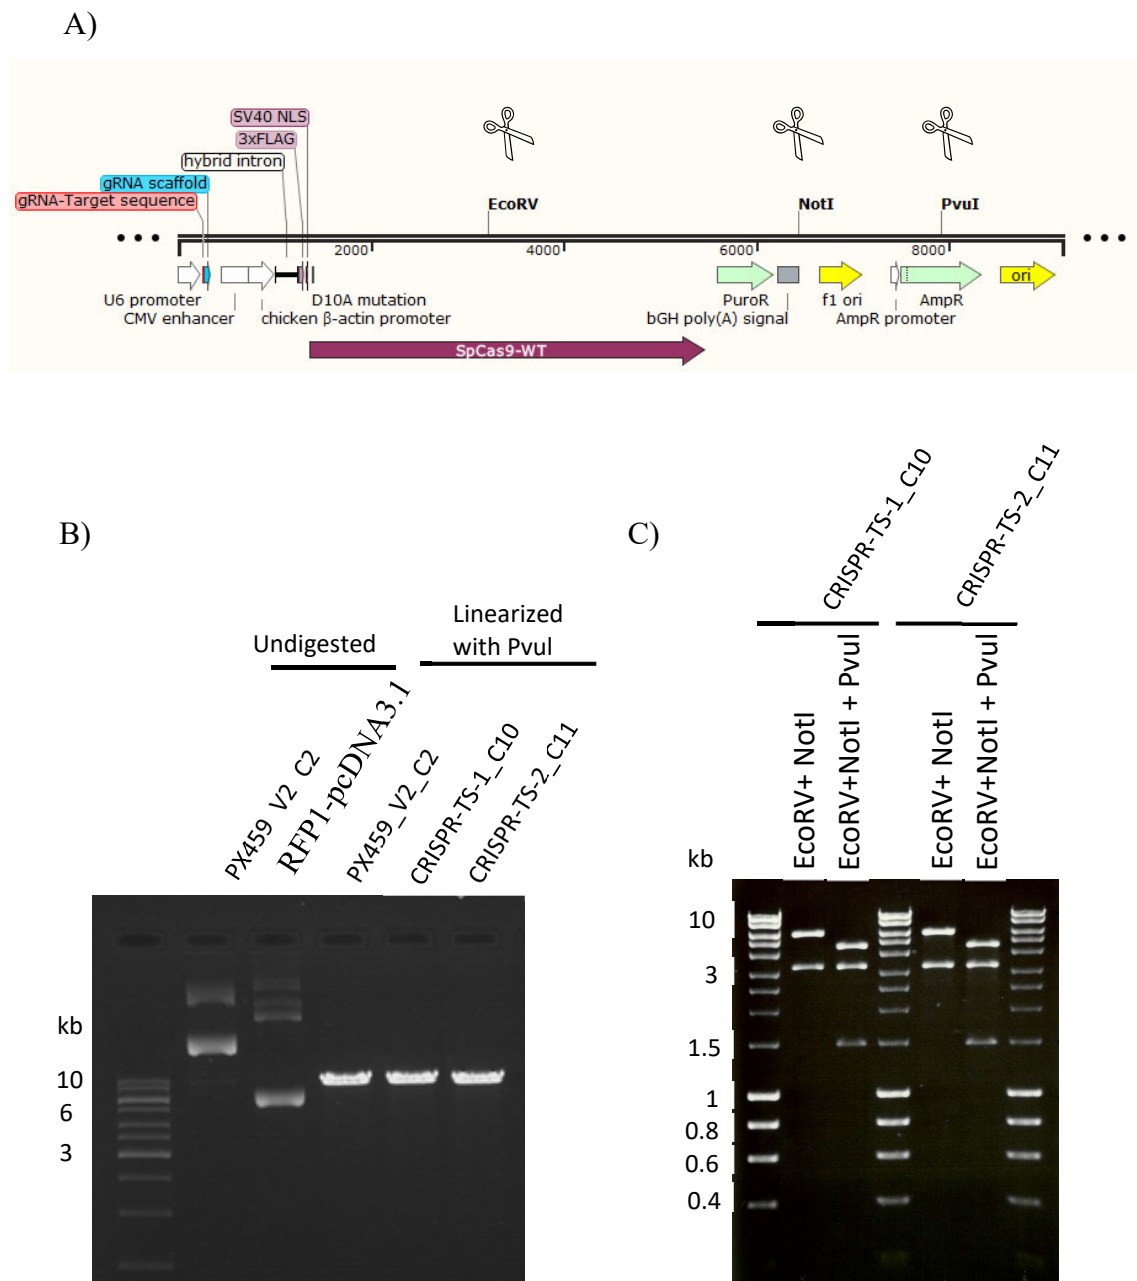 A)
SV40 NLS
3xFLAG
hybrid intron
gRNA scaffold
gRNA-Target sequence
EcoRV
NotI
PvuI
2000
4000
6000
8000
U6 promoter
CMV enhancer
D10A mutation
chicken β-actin promoter
PuroR
bGH poly(A) signal
f1 ori
AmpR promoter
AmpR
ori
SpCas9-WT
B)
Undigested
Linearized
with PvuI
PX459_V2_C2
RFP1-pcDNA3.1
PX459_V2_C2
CRISPR-TS-1_C10
CRISPR-TS-2_C11
kb
10
6
3
C)
CRISPR-TS-1_C10
CRISPR-TS-2_C11
EcoRV+ NotI
EcoRV+NotI + PvuI
EcoRV+ NotI
EcoRV+NotI + PvuI
kb
10
3
1.5
1
0.8
0.6
0.4